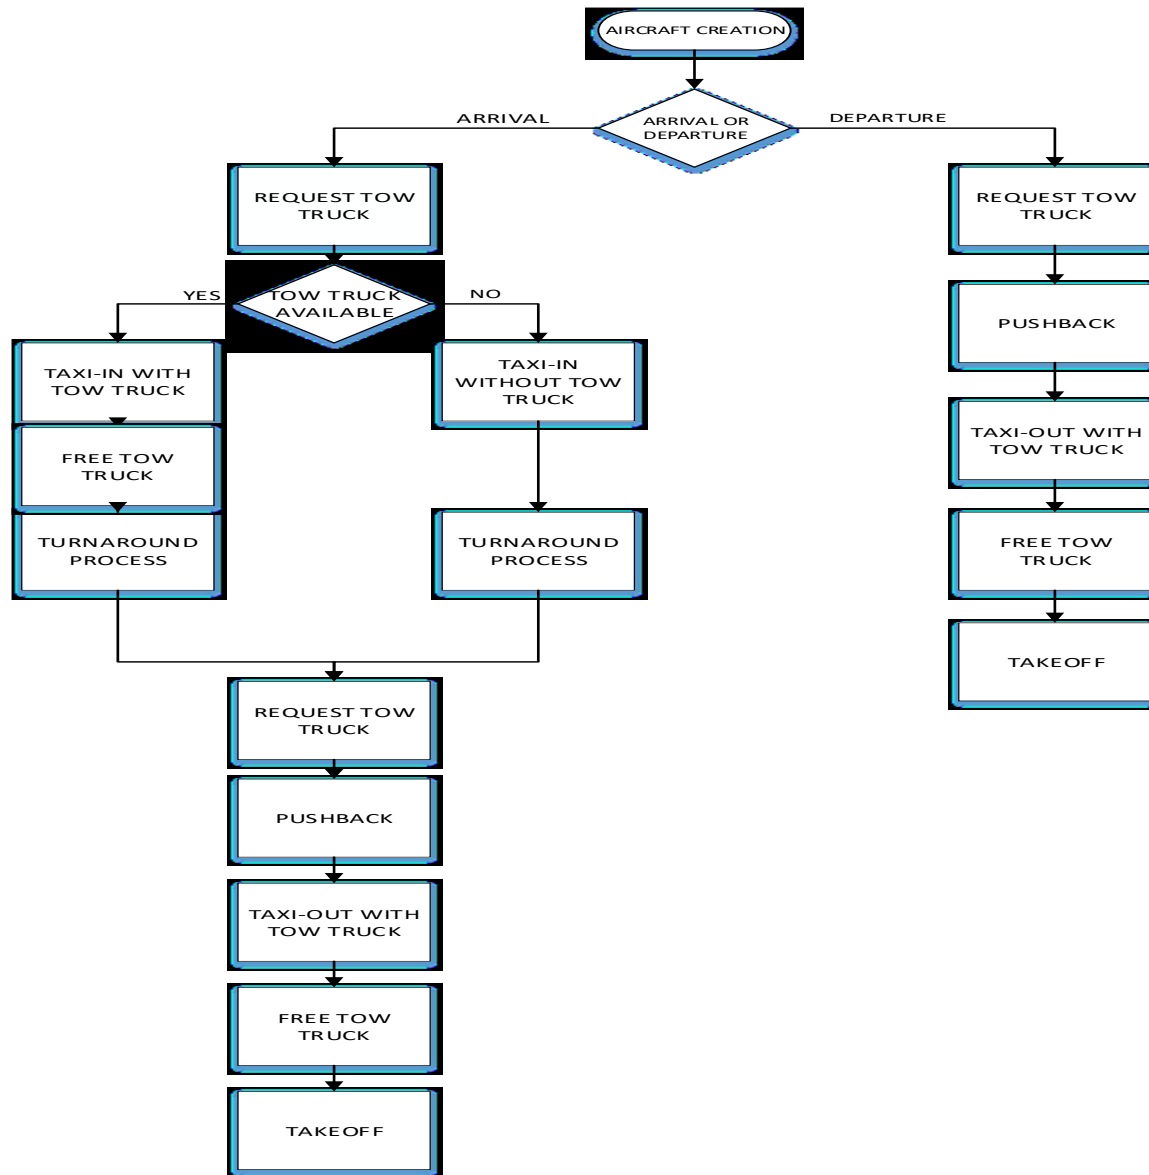 AIRCRAFT CREATION
ARRIVAL OR
DEPARTURE
ARRIVAL
DEPARTURE
REQUEST TOW
TRUCK
TOW TRUCK
AVAILABLE
YES
NO
TAXI-IN WITH
TOW TRUCK
FREE TOW
TRUCK
TURNAROUND
PROCESS
TAXI-IN
WITHOUT TOW
TRUCK
TURNAROUND
PROCESS
REQUEST TOW
TRUCK
PUSHBACK
TAXI-OUT WITH
TOW TRUCK
FREE TOW
TRUCK
TAKEOFF
REQUEST TOW
TRUCK
PUSHBACK
TAXI-OUT WITH
TOW TRUCK
FREE TOW
TRUCK
TAKEOFF